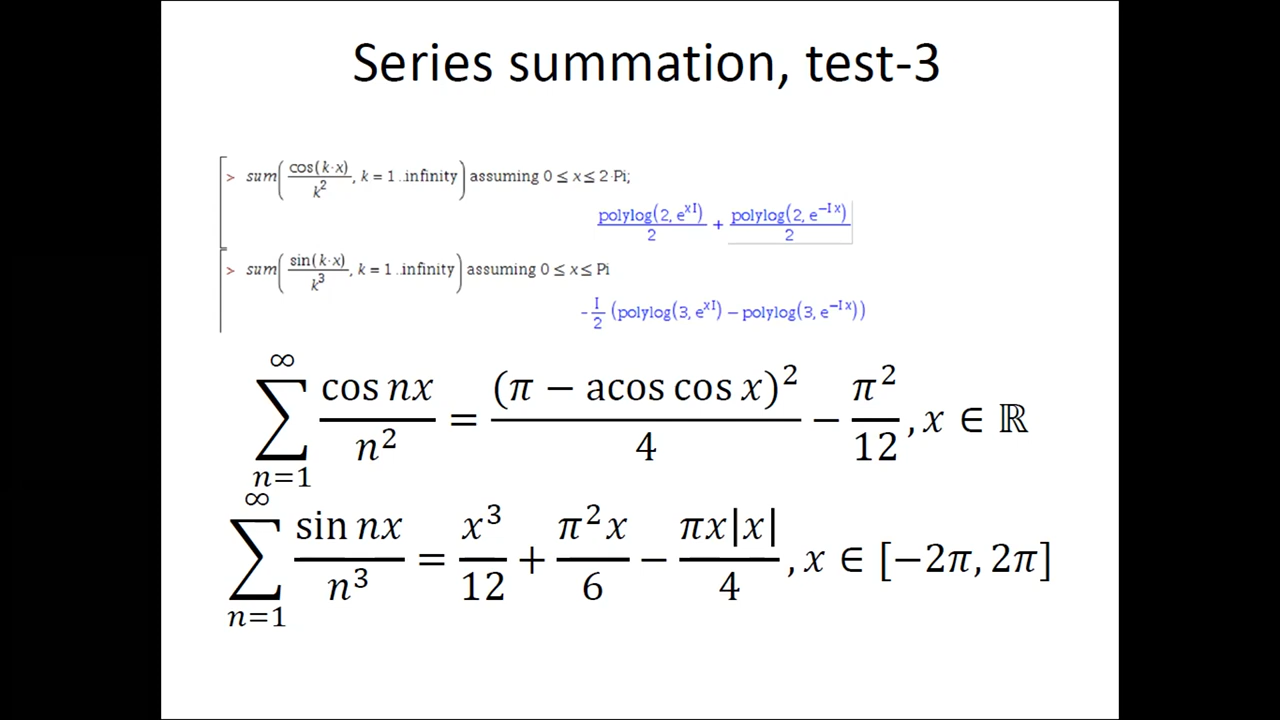 Series summation, test-3
> sum(cos(k·x)/k^2, k = 1..infinity) assuming 0 ≤ x ≤ 2·Pi;
polylog(2, e^(x I))/2 + polylog(2, e^(-I x))/2
> sum(sin(k·x)/k^3, k = 1..infinity) assuming 0 ≤ x ≤ Pi
-I/2 (polylog(3, e^(x I)) − polylog(3, e^(-I x)))
∑_{n=1}^{∞} cos nx / n^2 = (π − acos cos x)^2 / 4 − π^2 / 12, x ∈ ℝ
∑_{n=1}^{∞} sin nx / n^3 = x^3 / 12 + π^2 x / 6 − πx|x| / 4, x ∈ [−2π, 2π]